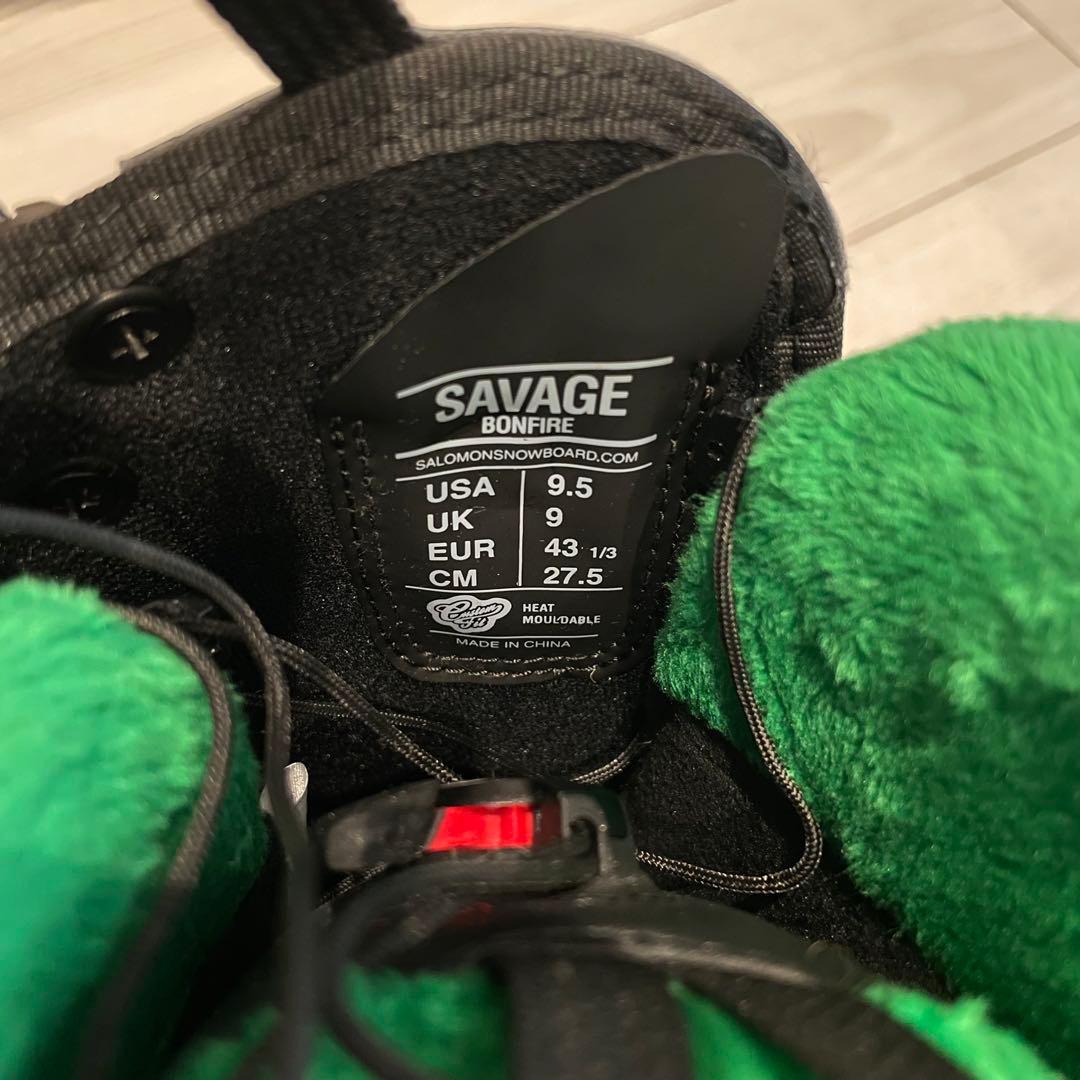 SAVAGE
BONFIRE
SALOMONSNOWBOARD.COM
USA 9.5
UK 9
EUR 43 1/3
CM 27.5
Custom Fit HEAT MOULDABLE
MADE IN CHINA